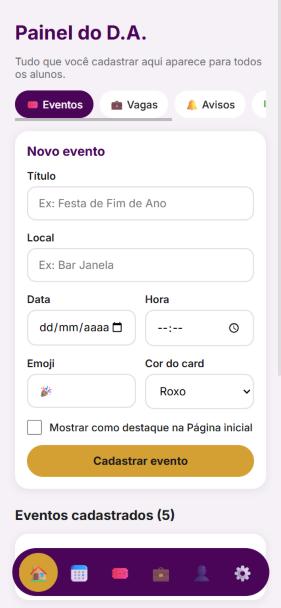 Painel do D.A.
Tudo que você cadastrar aqui aparece para todos
os alunos.
Eventos
Vagas
Avisos
Novo evento
Título
Ex: Festa de Fim de Ano
Local
Ex: Bar Janela
Data
Hora
dd/mm/aaaa
--:--
Emoji
Cor do card
Roxo
Mostrar como destaque na Página inicial
Cadastrar evento
Eventos cadastrados (5)